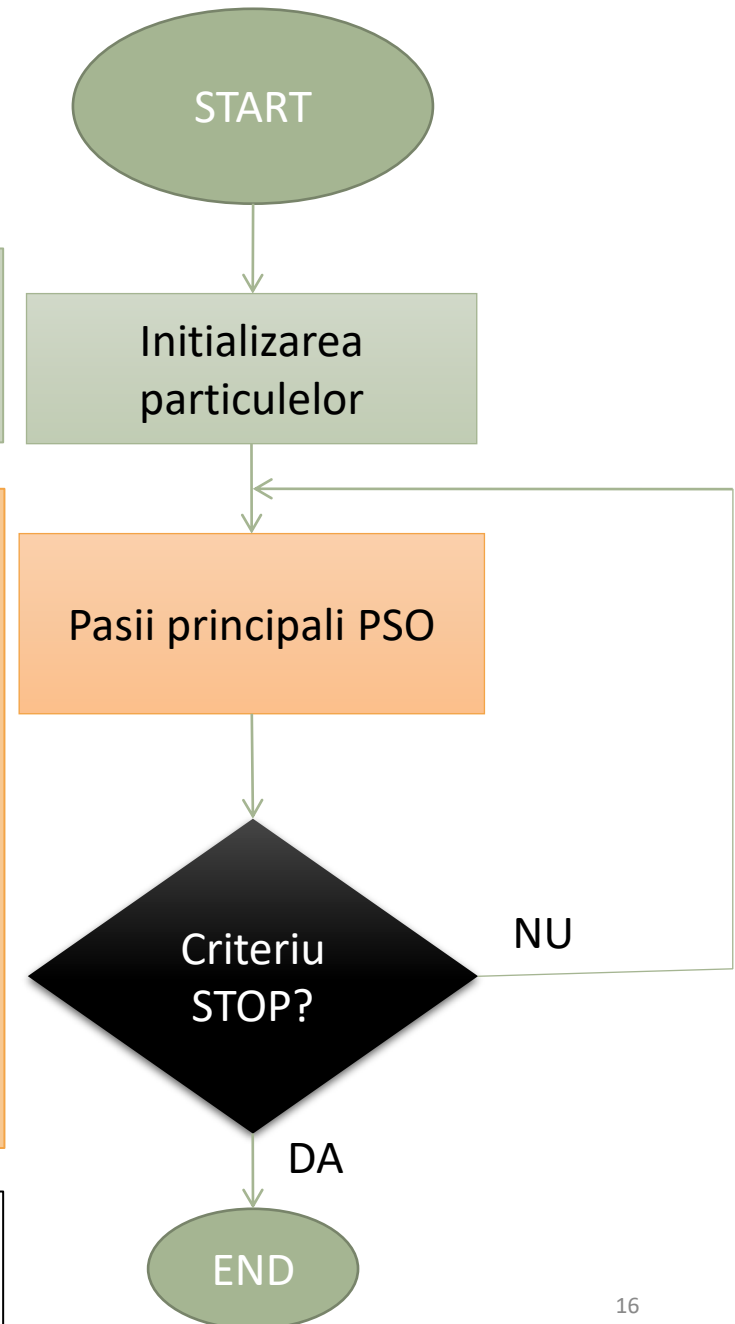 START
Initializarea
particulelor
Pasii principali PSO
Criteriu
STOP?
NU
DA
END
16